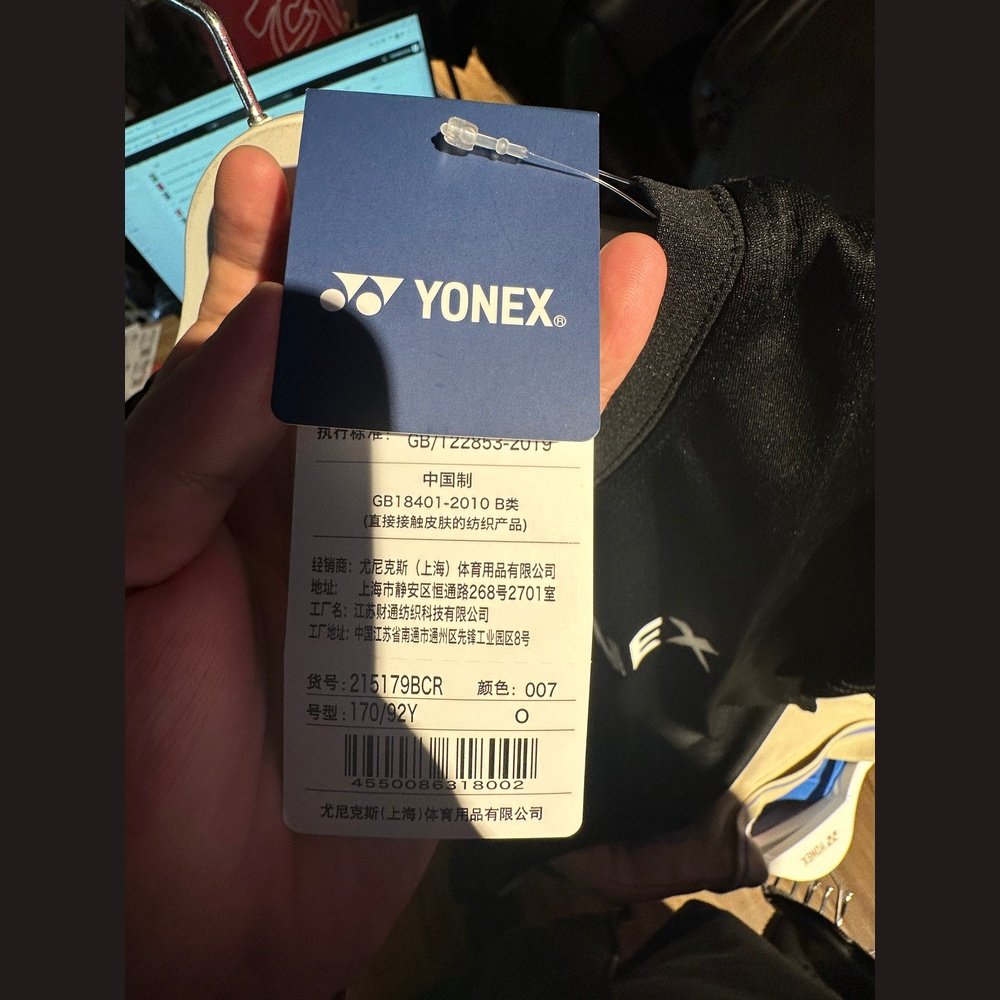 YONEX®
执行标准: GB/T22853-2019
中国制
GB18401-2010 B类
(直接接触皮肤的纺织产品)
经销商: 尤尼克斯（上海）体育用品有限公司
地址: 上海市静安区恒通路268号2701室
工厂名: 江苏财通纺织科技有限公司
工厂地址: 中国江苏省南通市通州区先锋工业园区8号
货号: 215179BCR 颜色: 007
号型: 170/92Y O
4550086318002
尤尼克斯(上海)体育用品有限公司
EX
YONEX